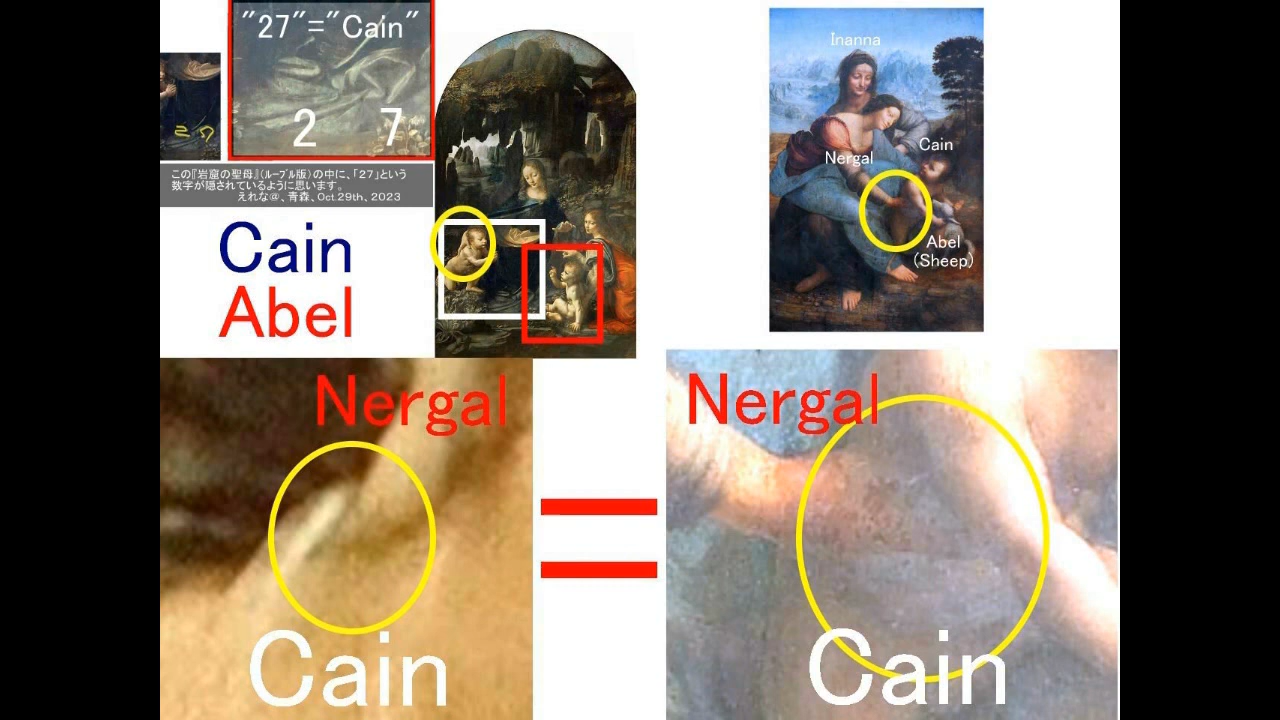 "27"="Cain"
2 7
この『岩窟の聖母』(ルーブル版)の中に、「27」という
数字が隠されているように思います。
えれな@、青森、Oct.29th、2023
Cain
Abel
Inanna
Cain
Nergal
Abel
(Sheep)
Nergal
Cain
Nergal
Cain